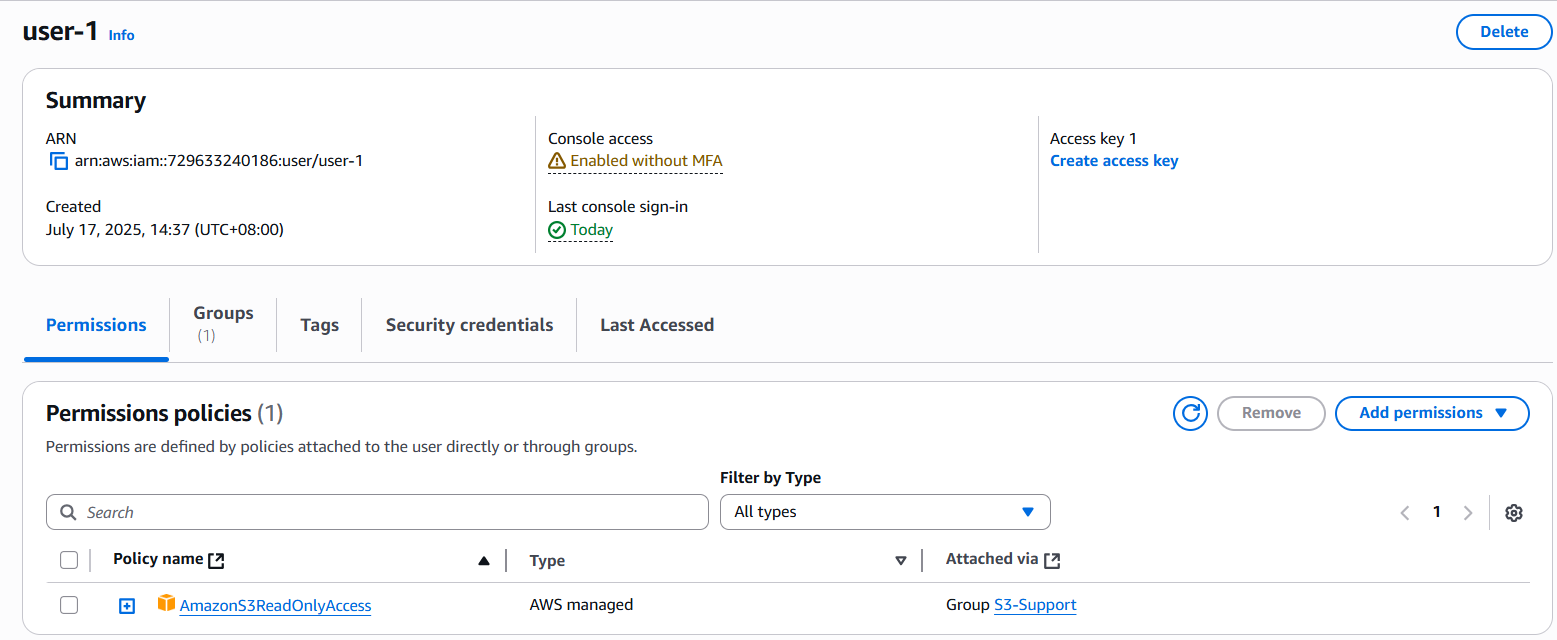 user-1 Info
Delete
Summary
ARN
arn:aws:iam::729633240186:user/user-1
Created
July 17, 2025, 14:37 (UTC+08:00)
Console access
Enabled without MFA
Last console sign-in
Today
Access key 1
Create access key
Permissions
Groups
(1)
Tags
Security credentials
Last Accessed
Permissions policies (1)
Remove
Add permissions
Permissions are defined by policies attached to the user directly or through groups.
Filter by Type
Search
All types
1
Policy name
Type
Attached via
AmazonS3ReadOnlyAccess
AWS managed
Group S3-Support